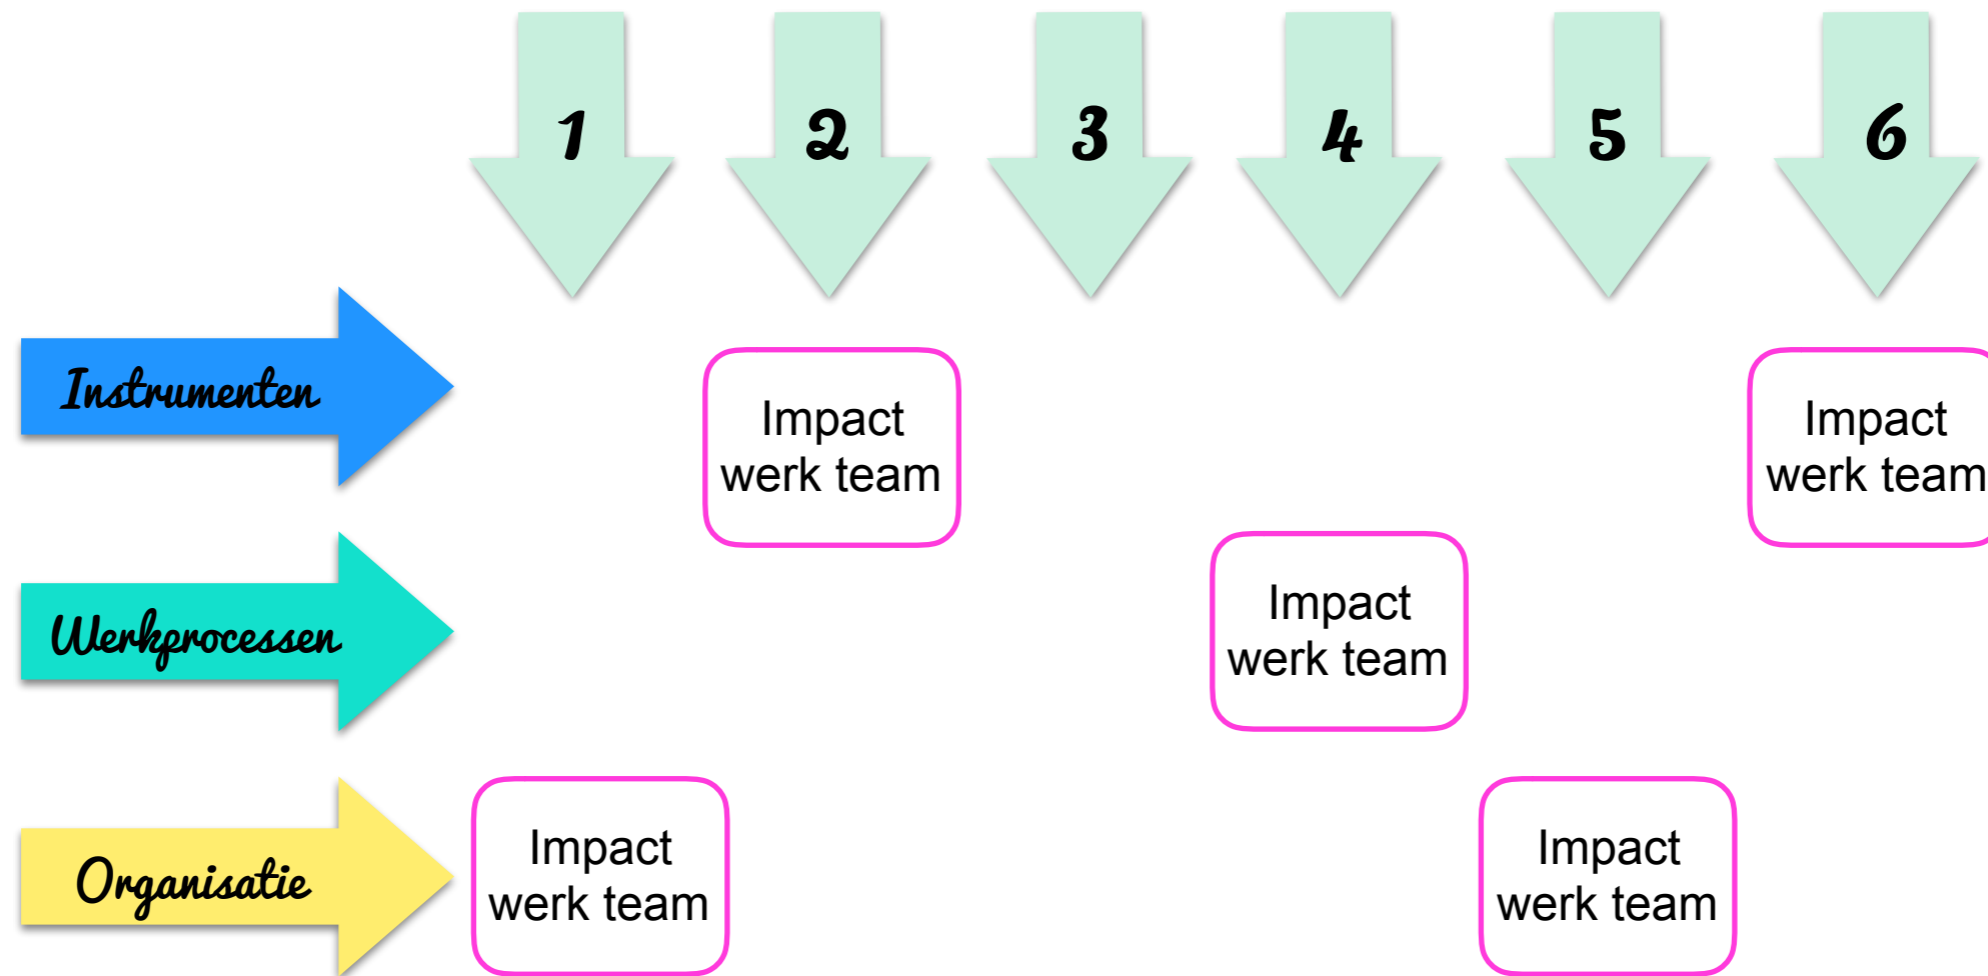 1 2 3 4 5 6
Instrumenten
Impact
werk team
Impact
werk team
Werkprocessen
Impact
werk team
Organisatie
Impact
werk team
Impact
werk team